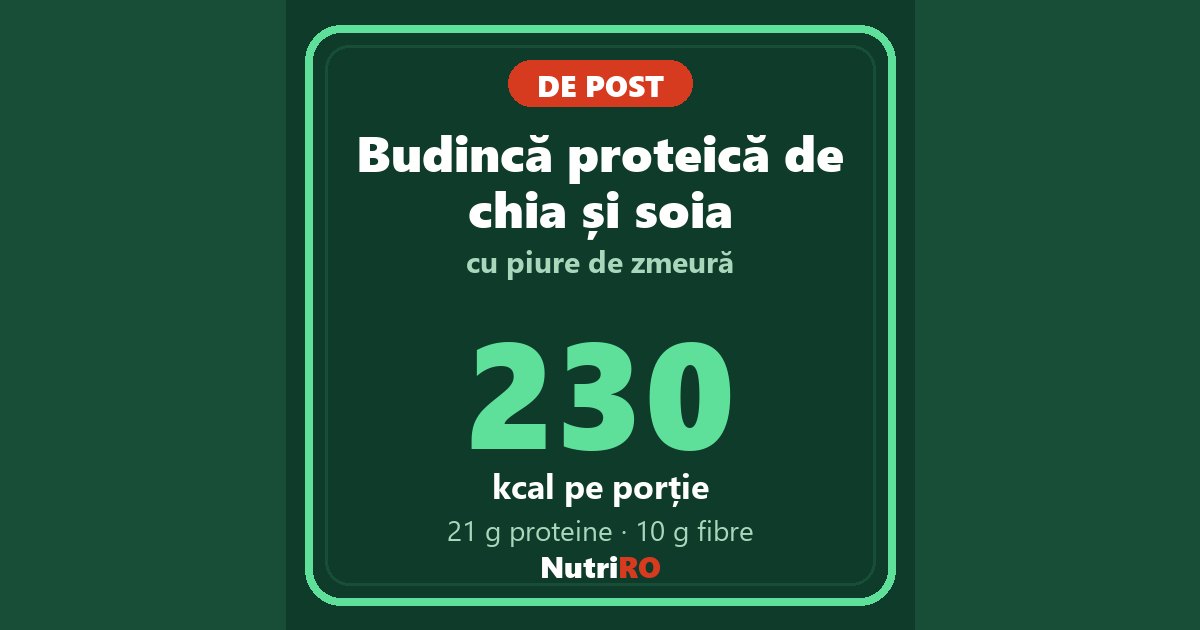 DE POST
Budincă proteică de
chia și soia
cu piure de zmeură
230
kcal pe porție
21 g proteine · 10 g fibre
NutriRO